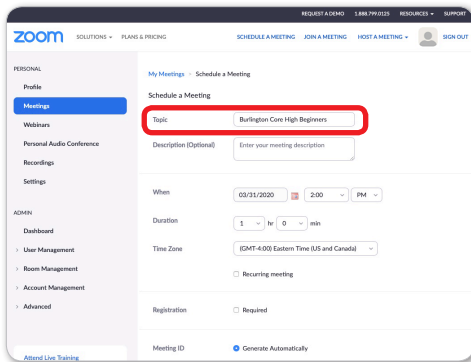 REQUEST A DEMO 1.888.799.0125 RESOURCES SUPPORT
zoom SOLUTIONS PLANS & PRICING SCHEDULE A MEETING JOIN A MEETING HOST A MEETING SIGN OUT
PERSONAL
Profile
Meetings
Webinars
Personal Audio Conference
Recordings
Settings
ADMIN
Dashboard
User Management
Room Management
Account Management
Advanced
Attend Live Training
My Meetings > Schedule a Meeting
Schedule a Meeting
Topic Burlington Core High Beginners
Description (Optional) Enter your meeting description
When 03/31/2020 2:00 PM
Duration 1 hr 0 min
Time Zone (GMT-4:00) Eastern Time (US and Canada)
Recurring meeting
Registration Required
Meeting ID Generate Automatically